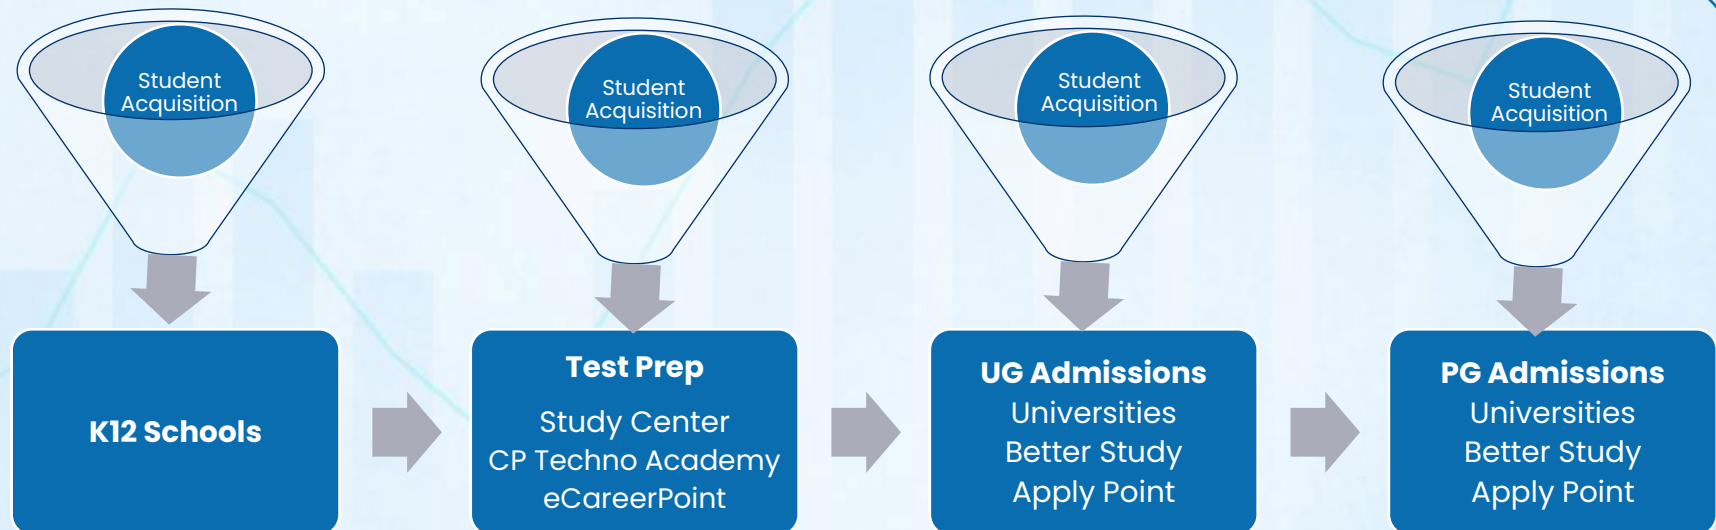 Student
Acquisition
Student
Acquisition
Student
Acquisition
Student
Acquisition
K12 Schools
Test Prep
Study Center
CP Techno Academy
eCareerPoint
UG Admissions
Universities
Better Study
Apply Point
PG Admissions
Universities
Better Study
Apply Point